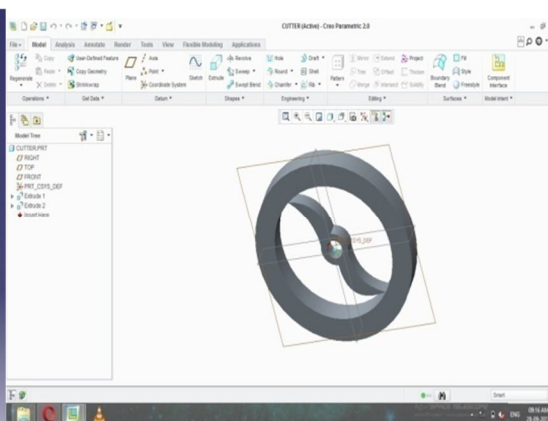 CUTTER (Active) - Creo Parametric 2.0
File Model Analysis Annotate Render Tools View Flexible Modeling Applications
Regenerate Copy Paste Delete User-Defined Feature Copy Geometry Shrinkwrap Plane Axis Point Coordinate System Sketch Extrude Revolve Sweep Swept Blend Hole Round Chamfer Draft Shell Rib Pattern Mirror Extend Project Trim Offset Thicken Merge Intersect Solidify Boundary Blend Fill Style Freestyle Component Interface
Operations Get Data Datum Shapes Engineering Editing Surfaces Model Intent
Model Tree
CUTTER.PRT
RIGHT
TOP
FRONT
PRT_CSYS_DEF
Extrude 1
Extrude 2
Insert Here
CSYS_DEF
Smart
ENG